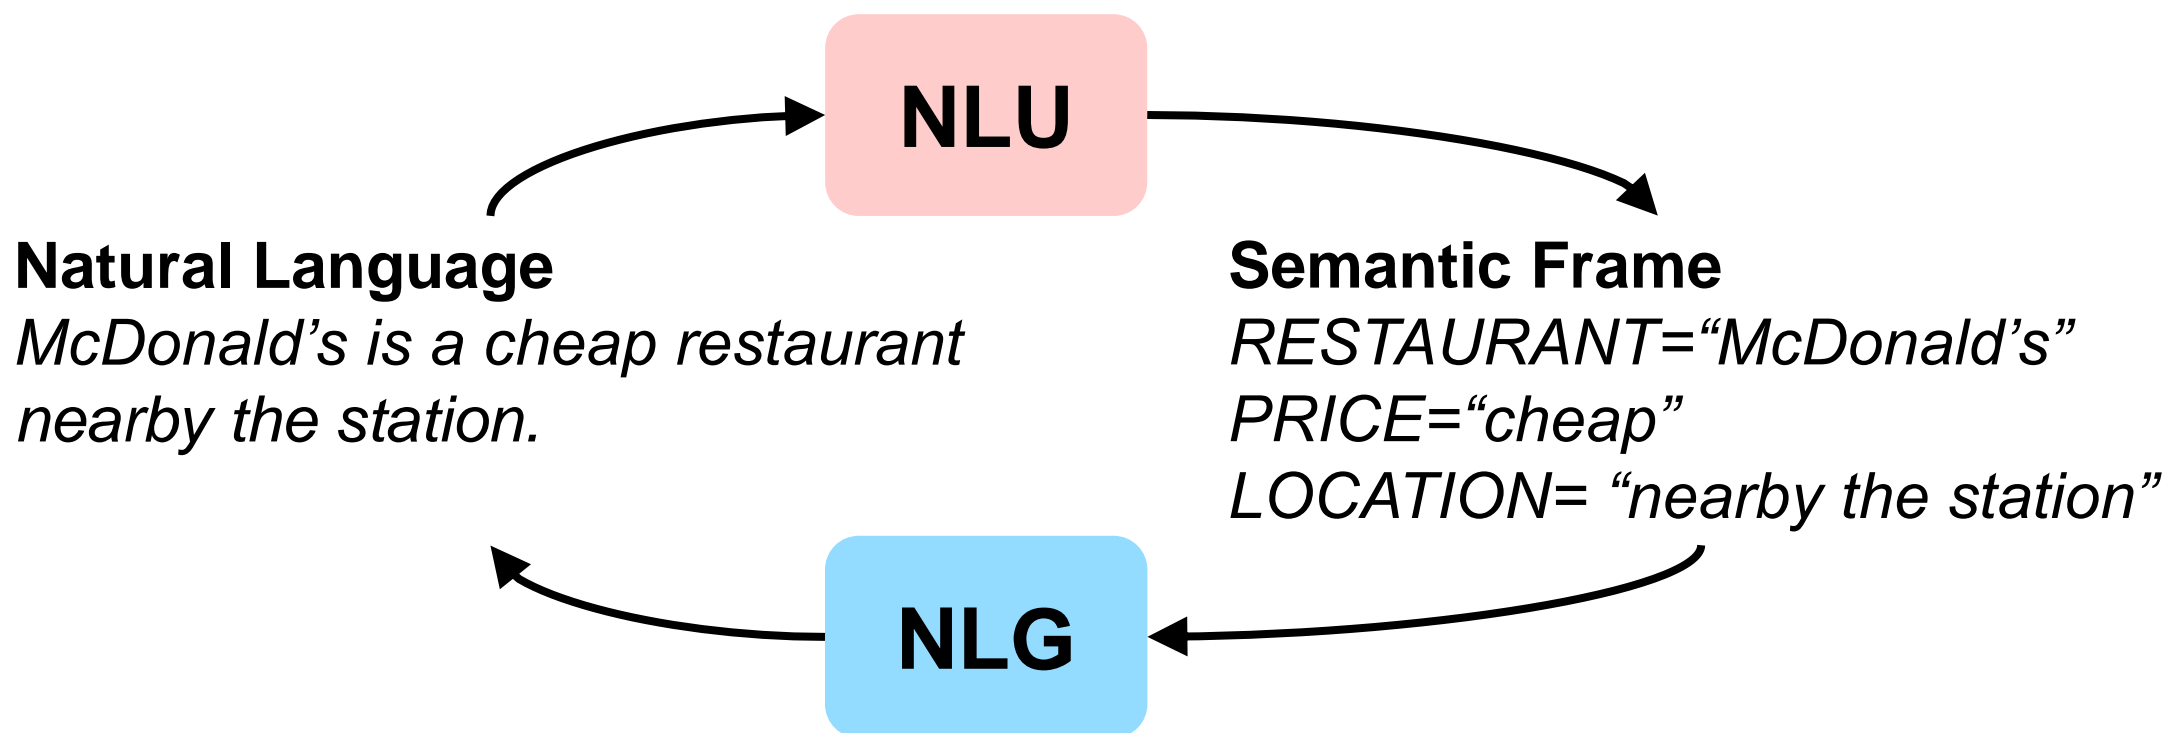 NLU
Natural Language
McDonald’s is a cheap restaurant
nearby the station.
Semantic Frame
RESTAURANT=“McDonald’s”
PRICE=“cheap”
LOCATION= “nearby the station”
NLG